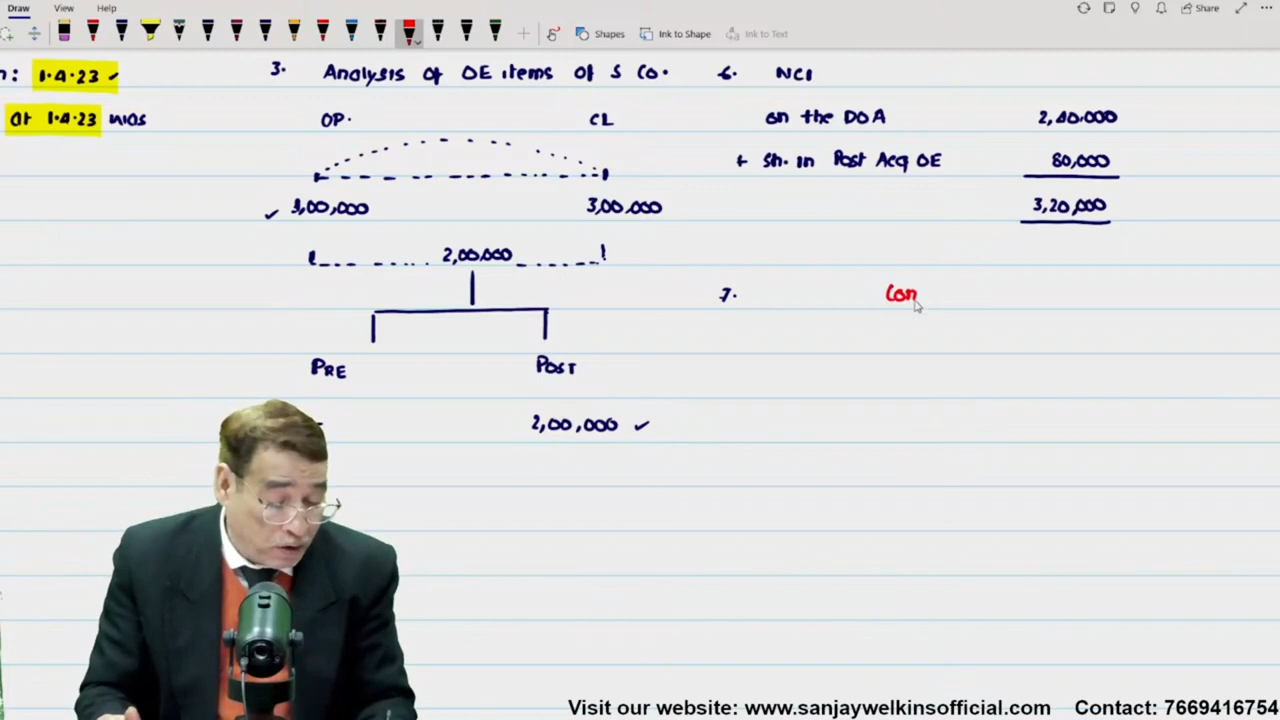 Draw View Help
Share
Shapes Ink to Shape Ink to Text
n: 1.4.23 ✓
at 1.4.23 was
3. Analysis of OE items of S Co.
OP. CL
✓ 1,00,000 3,00,000
2,00,000
PRE POST
- 2,00,000 ✓
6. NCI
on the DOA 2,40,000
+ Sh. in Post Acq OE 80,000
3,20,000
7. Con
Visit our website: www.sanjaywelkinsofficial.com Contact: 7669416754